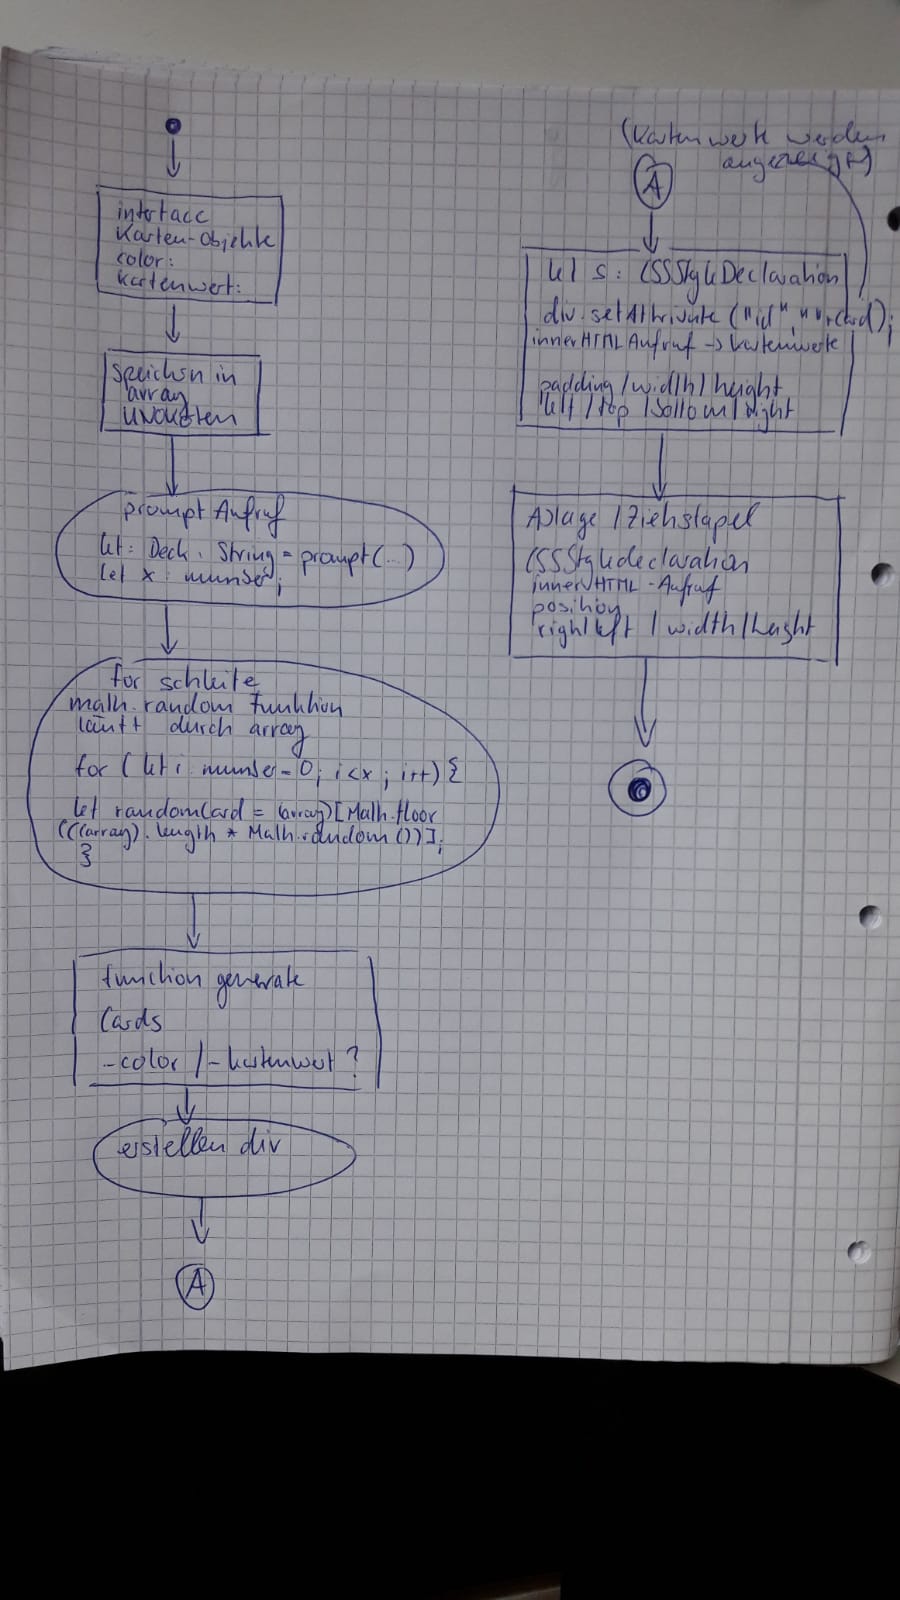 interface
Karten-Objekte
color:
Kartenwert:
Speichern in
array
prompt Aufruf
let: Deck: String = prompt(...)
let x: number;
for schleife
math.random Funktion
läuft durch array
for (let i: number = 0; i<x; i++) {
let randomCard = (array)[Math.floor
(((array).length * Math.random())];
}
function generate
Cards
-color /- kartenwert?
erstellen div
A
(Kartenwerte werden
angezeigt)
A
let s: CSSStyleDeclaration
div.setAttribute ("id",
innerHTML Aufruf → Kartenwerte
padding / width / height
left / top / bottom / right
Ablage / Ziehstapel
CSSStyledeclaration
innerHTML - Aufruf
position
right left / width / height